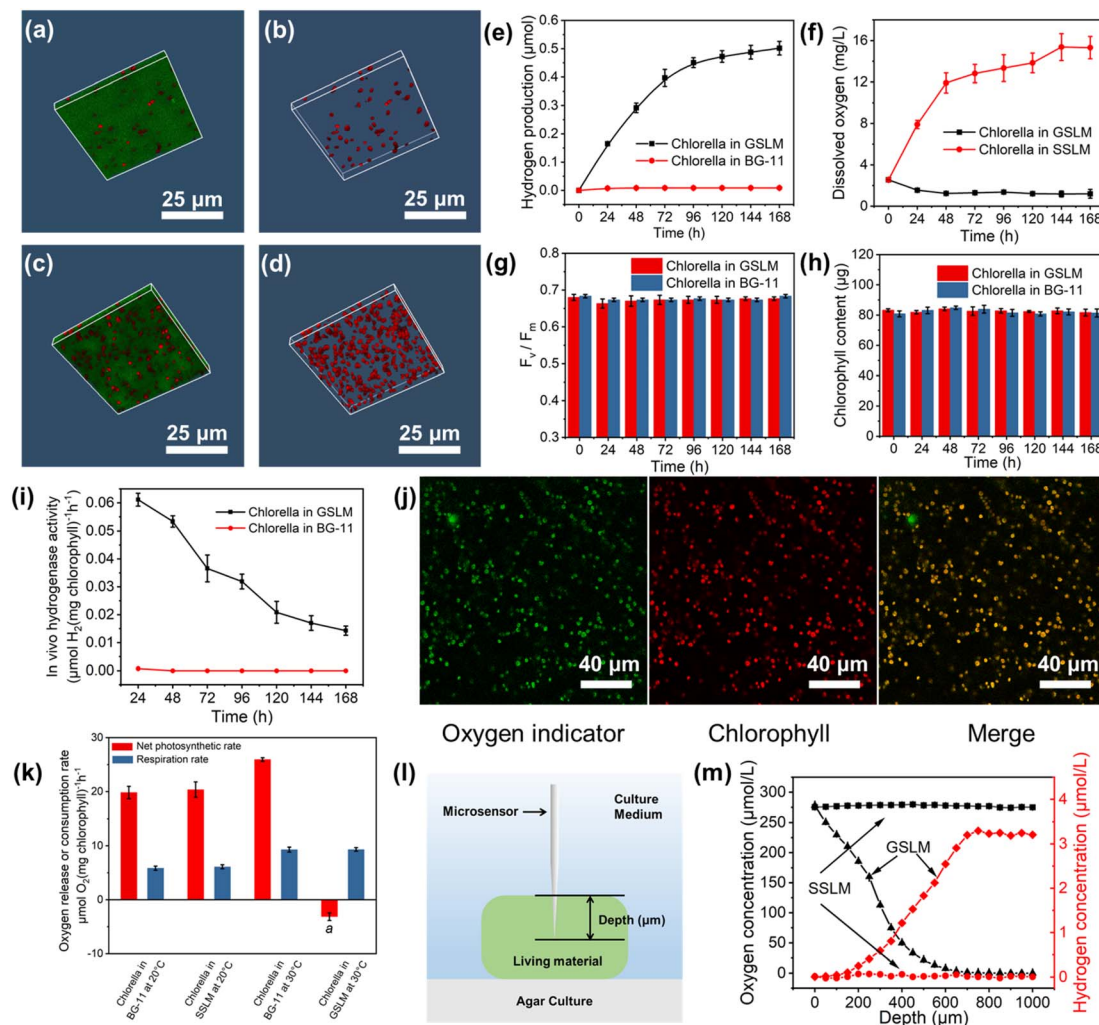 (a)
25 μm
(b)
25 μm
(c)
25 μm
(d)
25 μm
(e)
Hydrogen production (μmol)
0.6
0.5
0.4
0.3
0.2
0.1
0.0
Chlorella in GSLM
Chlorella in BG-11
0 24 48 72 96 120 144 168
Time (h)
(f)
Dissolved oxygen (mg/L)
18
15
12
9
6
3
0
Chlorella in GSLM
Chlorella in SSLM
0 24 48 72 96 120 144 168
Time (h)
(g)
Fv / Fm
0.8
0.7
0.6
0.5
0.4
0.3
Chlorella in GSLM
Chlorella in BG-11
0 24 48 72 96 120 144 168
Time (h)
(h)
Chlorophyll content (μg)
120
100
80
60
40
20
0
Chlorella in GSLM
Chlorella in BG-11
0 24 48 72 96 120 144 168
Time (h)
(i)
In vivo hydrogenase activity
(μmol H2(mg chlorophyll)-1h-1
0.06
0.05
0.04
0.03
0.02
0.01
0.00
Chlorella in GSLM
Chlorella in BG-11
24 48 72 96 120 144 168
Time (h)
(j)
40 μm
40 μm
40 μm
Oxygen indicator
Chlorophyll
Merge
(k)
Oxygen release or consumption rate
μmol O2(mg chlorophyll)-1h-1
30
20
10
0
-10
Net photosynthetic rate
Respiration rate
a
Chlorella in
BG-11 at 20°C
Chlorella in
SSLM at 20°C
Chlorella in
BG-11 at 30°C
Chlorella in
GSLM at 30°C
(l)
Microsensor
Culture
Medium
Depth (μm)
Living material
Agar Culture
(m)
Oxygen concentration (μmol/L)
300
250
200
150
100
50
0
GSLM
SSLM
5
4
3
2
1
0
Hydrogen concentration (μmol/L)
0 200 400 600 800 1000
Depth (μm)